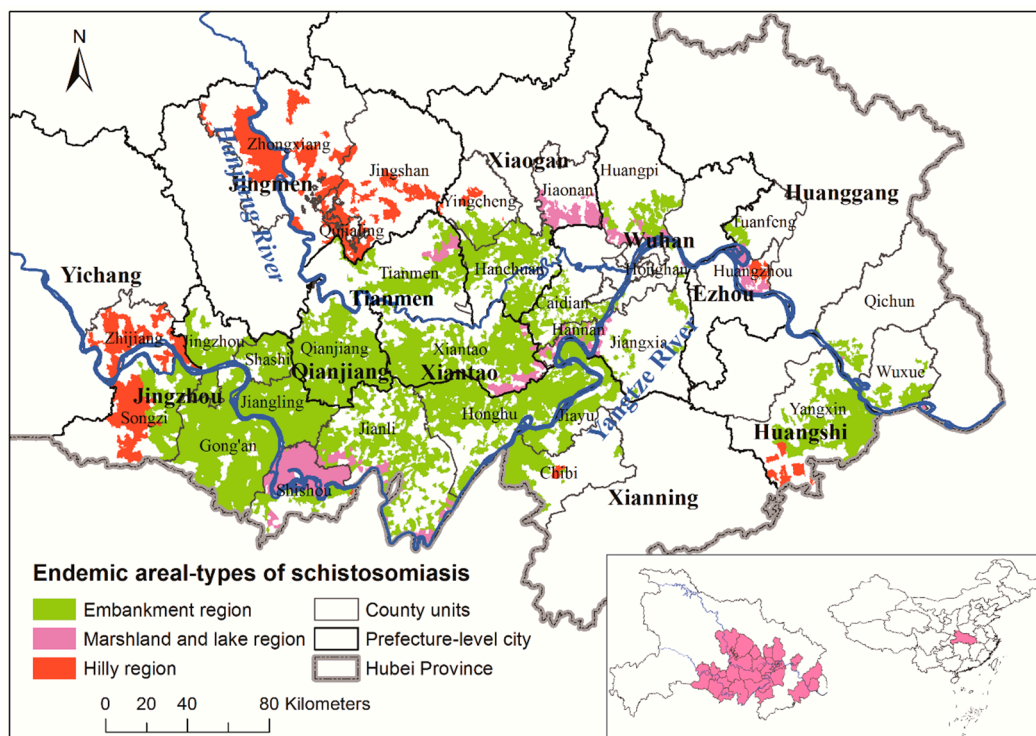 N
Hanjiang River
Zhongxiang
Jingmen
Jingshan
Qujialing
Xiaogan
Jiaonan
Huangpi
Yingcheng
Huanggang
Tuanfeng
Wuhan
Huangzhou
Honghan
Ezhou
Qichun
Yichang
Tianmen
Hanchuan
Tianmen
Caidian
Hannan
Jiangxia
Zhijiang
Jingzhou
Shashi
Qianjiang
Qianjiang
Xiantao
Xiantao
Yangtze River
Wuxue
Jingzhou
Songzi
Jiangling
Gong'an
Jianli
Honghu
Jiayu
Yangxin
Huangshi
Chibi
Shishou
Xianning
Endemic areal-types of schistosomiasis
Embankment region
County units
Marshland and lake region
Prefecture-level city
Hilly region
Hubei Province
0 20 40 80 Kilometers